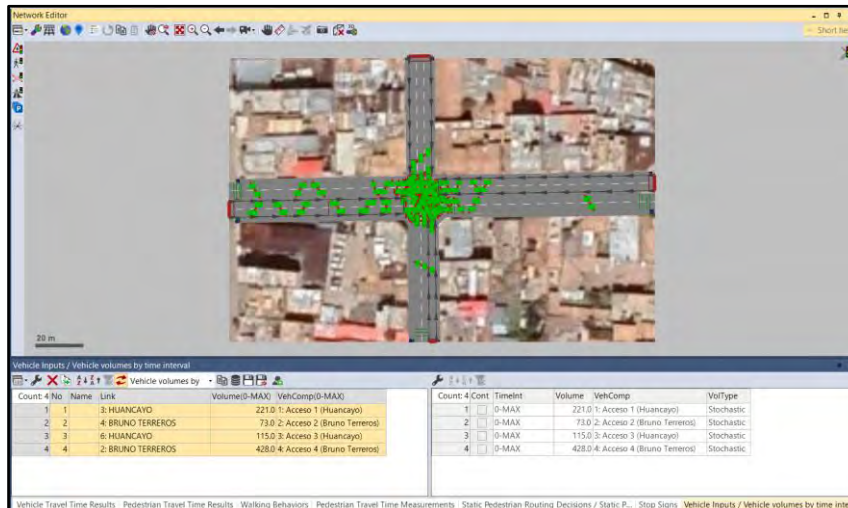 Network Editor
Short he
20 m
Vehicle Inputs / Vehicle volumes by time interval
Vehicle volumes by
Count: 4 No Name Link Volume(0-MAX) VehComp(0-MAX)
1 1 3: HUANCAYO 221.0 1: Acceso 1 (Huancayo)
2 2 4: BRUNO TERREROS 73.0 2: Acceso 2 (Bruno Terreros)
3 3 6: HUANCAYO 115.0 3: Acceso 3 (Huancayo)
4 4 2: BRUNO TERREROS 428.0 4: Acceso 4 (Bruno Terreros)
Count: 4 Cont TimeInt Volume VehComp VolType
1 0-MAX 221.0 1: Acceso 1 (Huancayo) Stochastic
2 0-MAX 73.0 2: Acceso 2 (Bruno Terreros) Stochastic
3 0-MAX 115.0 3: Acceso 3 (Huancayo) Stochastic
4 0-MAX 428.0 4: Acceso 4 (Bruno Terreros) Stochastic
Vehicle Travel Time Results Pedestrian Travel Time Results Walking Behaviors Pedestrian Travel Time Measurements Static Pedestrian Routing Decisions / Static P... Stop Signs Vehicle Inputs / Vehicle volumes by time inte